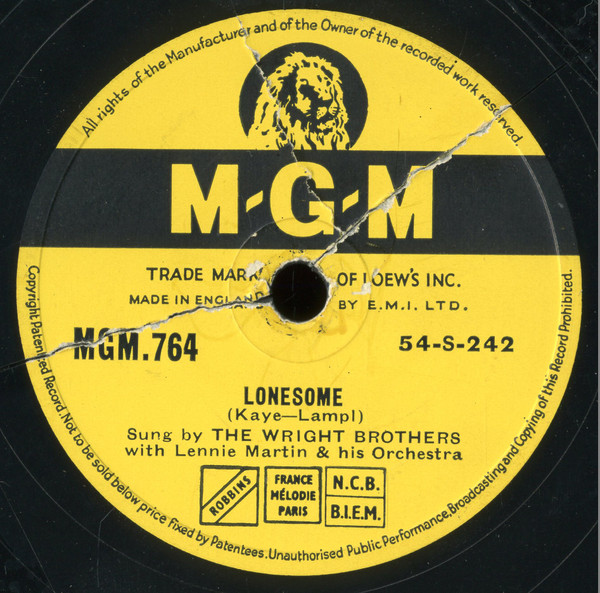 All rights of the Manufacturer and of the Owner of the recorded work reserved.
M-G-M
TRADE MARK OF LOEW'S INC.
MADE IN ENGLAND BY E.M.I. LTD.
MGM.764 54-S-242
LONESOME
(Kaye—Lampl)
Sung by THE WRIGHT BROTHERS
with Lennie Martin & his Orchestra
ROBBINS
FRANCE
MÉLODIE
PARIS
N.C.B.
B.I.E.M.
Copyright Patented Record. Not to be sold below price fixed by Patentees. Unauthorised Public Performance, Broadcasting and Copying of this Record Prohibited.